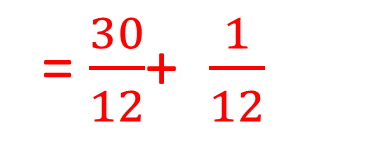 = 30/12 + 1/12